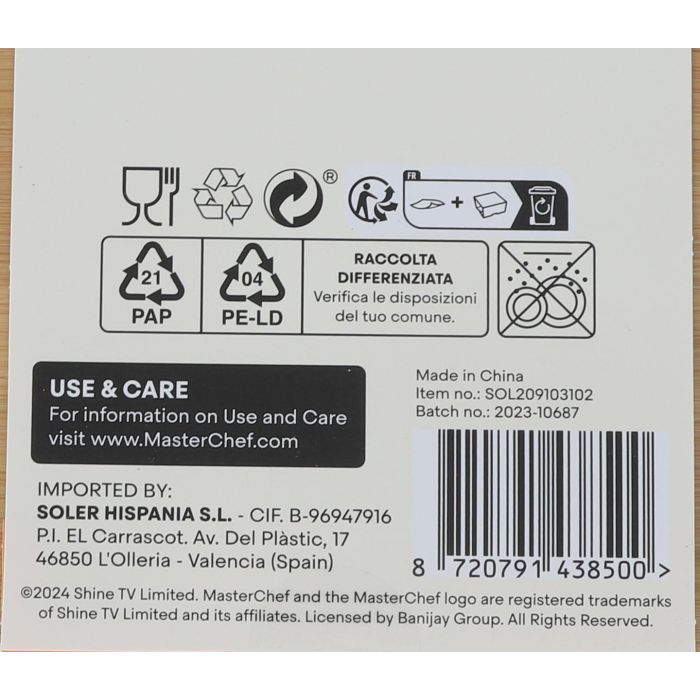 ®
FR
+
21
PAP
04
PE-LD
RACCOLTA
DIFFERENZIATA
Verifica le disposizioni
del tuo comune.
USE & CARE
For information on Use and Care
visit www.MasterChef.com
Made in China
Item no.: SOL209103102
Batch no.: 2023-10687
IMPORTED BY:
SOLER HISPANIA S.L. - CIF. B-96947916
P.I. EL Carrascot. Av. Del Plàstic, 17
46850 L'Olleria - Valencia (Spain)
8 720791 438500 >
©2024 Shine TV Limited. MasterChef and the MasterChef logo are registered trademarks
of Shine TV Limited and its affiliates. Licensed by Banijay Group. All Rights Reserved.